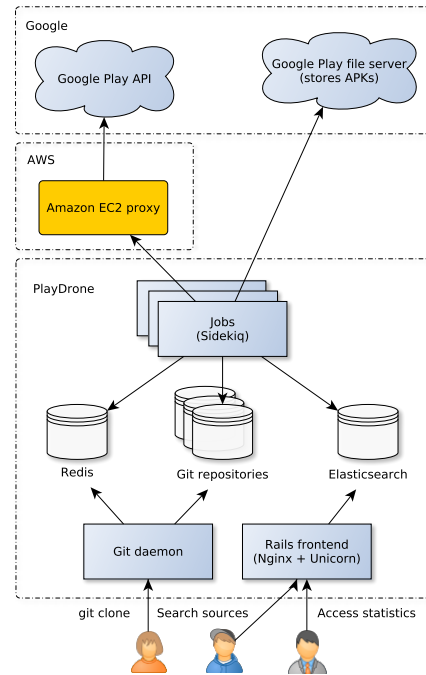 Google
Google Play API
Google Play file server
(stores APKs)
AWS
Amazon EC2 proxy
PlayDrone
Jobs
(Sidekiq)
Redis
Git repositories
Elasticsearch
Git daemon
Rails frontend
(Nginx + Unicorn)
git clone
Search sources
Access statistics